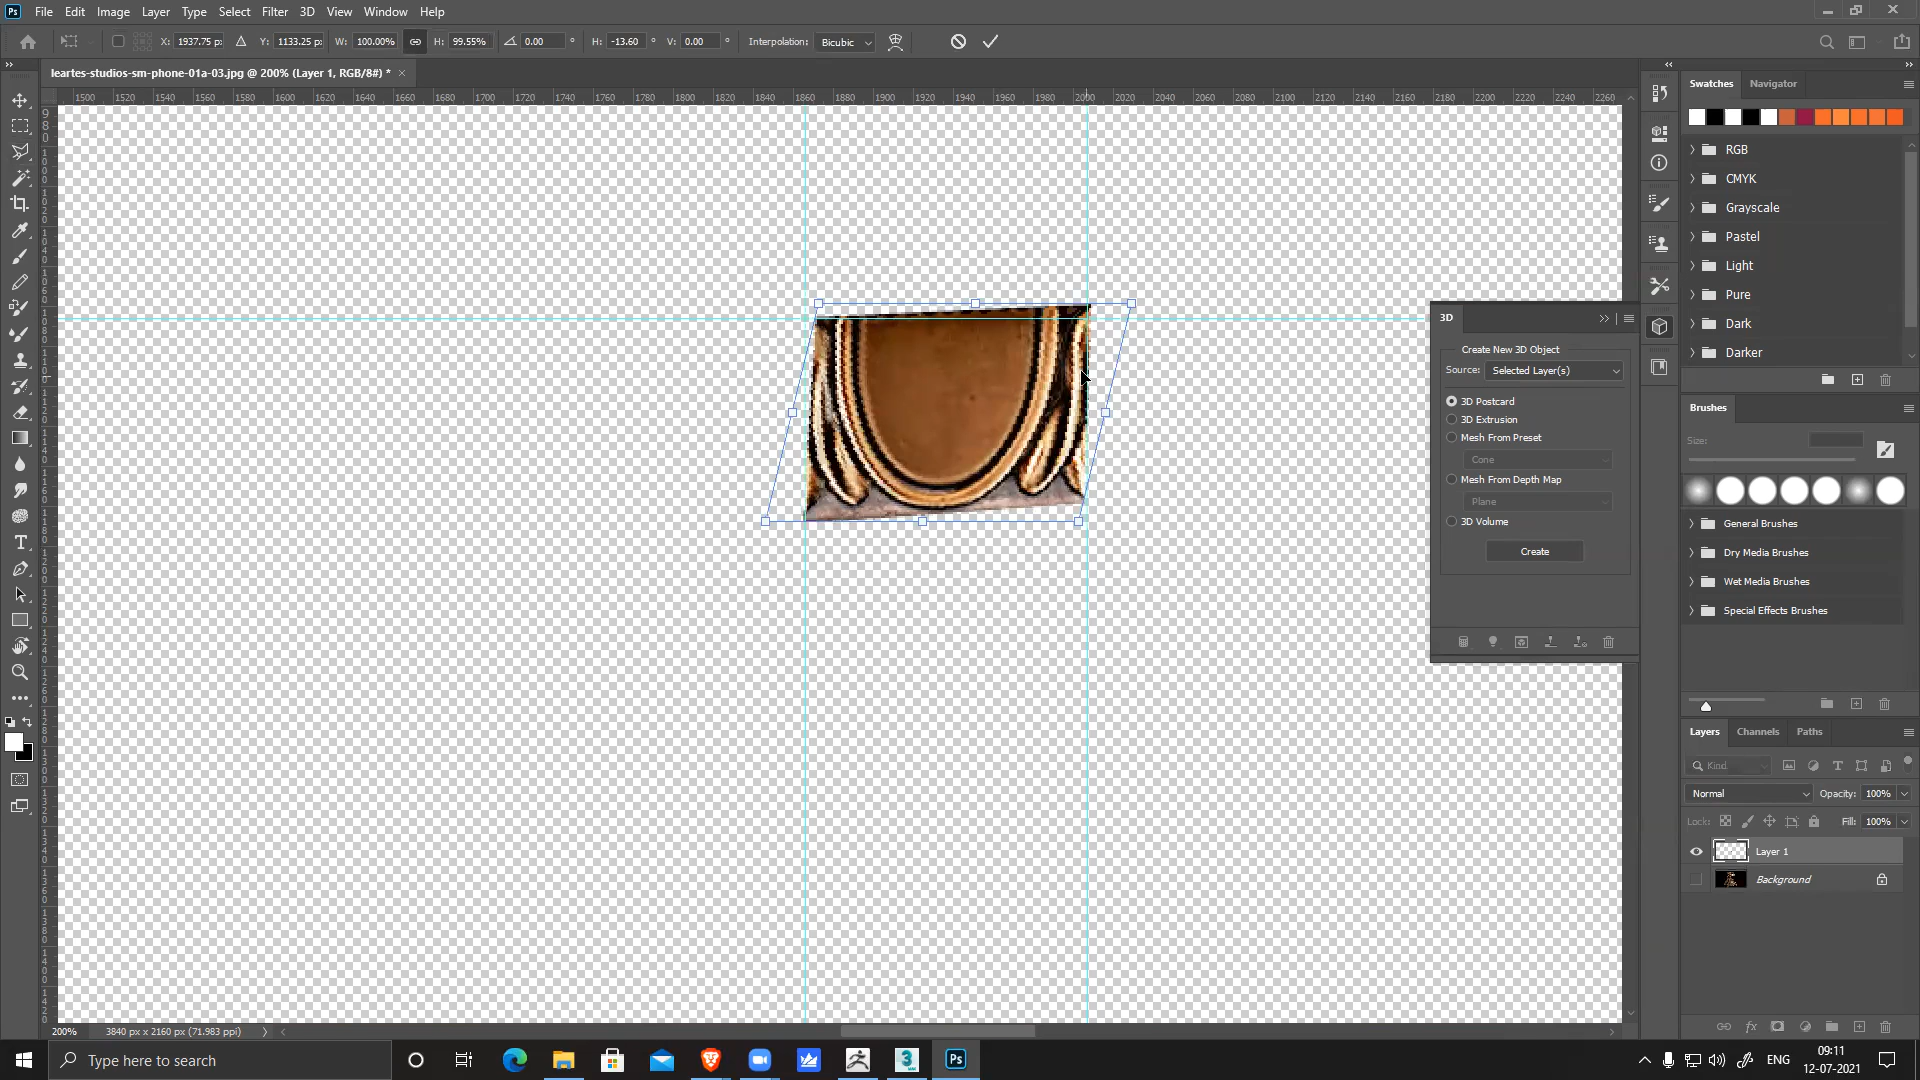 Ps File Edit Image Layer Type Select Filter 3D View Window Help
X: 1937.75 p: Y: 1133.25 p: W: 100.00% H: 99.55% 0.00 ° H: -13.60 ° V: 0.00 ° Interpolation: Bicubic
leartes-studios-sm-phone-01a-03.jpg @ 200% (Layer 1, RGB/8#) * ×
1500 1520 1540 1560 1580 1600 1620 1640 1660 1680 1700 1720 1740 1760 1780 1800 1820 1840 1860 1880 1900 1920 1940 1960 1980 2000 2020 2040 2060 2080 2100 2120 2140 2160 2180 2200 2220 2240 2260
3D
Create New 3D Object
Source: Selected Layer(s)
3D Postcard
3D Extrusion
Mesh From Preset
Cone
Mesh From Depth Map
Plane
3D Volume
Create
Swatches Navigator
RGB
CMYK
Grayscale
Pastel
Light
Pure
Dark
Darker
Brushes
Size:
General Brushes
Dry Media Brushes
Wet Media Brushes
Special Effects Brushes
Layers Channels Paths
Kind
Normal Opacity: 100%
Lock: Fill: 100%
Layer 1
Background
200% 3840 px x 2160 px (71.983 ppi)
Type here to search
Ps
ENG
09:11
12-07-2021